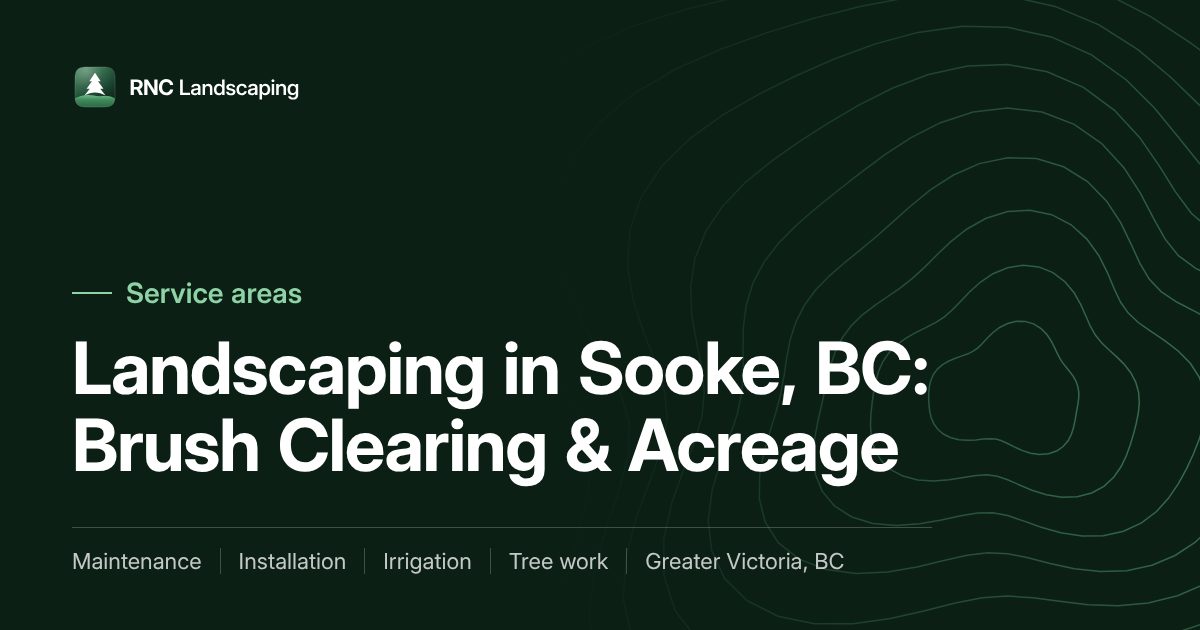 RNC Landscaping
Service areas
Landscaping in Sooke, BC:
Brush Clearing & Acreage
Maintenance
Installation
Irrigation
Tree work
Greater Victoria, BC